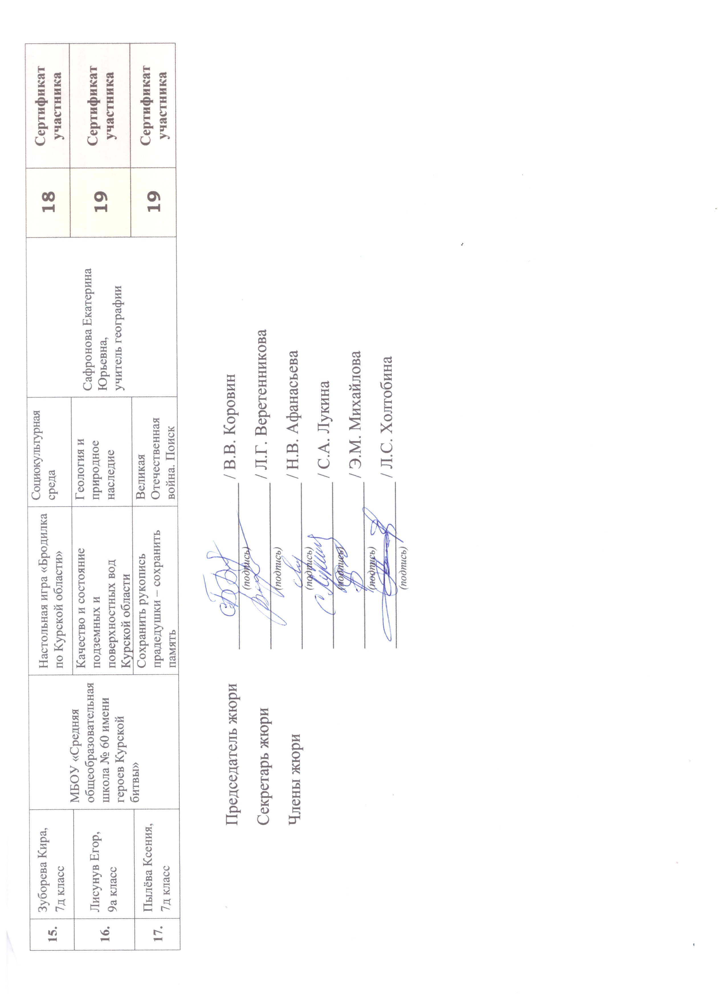 15.
Зуборева Кира,
7д класс
МБОУ «Средняя
общеобразовательная
школа № 60 имени
героев Курской
битвы»
Настольная игра «Бродилка
по Курской области»
Социокультурная
среда
Сафронова Екатерина
Юрьевна,
учитель географии
18
Сертификат
участника
16.
Лисунув Егор,
9а класс
Качество и состояние
подземных и
поверхностных вод
Курской области
Геология и
природное
наследие
19
Сертификат
участника
17.
Пылёва Ксения,
7д класс
Сохранить рукопись
прадедушки – сохранить
память
Великая
Отечественная
война. Поиск
19
Сертификат
участника
Председатель жюри / В.В. Коровин
(подпись)
Секретарь жюри / Л.Г. Веретенникова
(подпись)
Члены жюри / Н.В. Афанасьева
(подпись)
/ С.А. Лукина
(подпись)
/ Э.М. Михайлова
(подпись)
/ Л.С. Холтобина
(подпись)